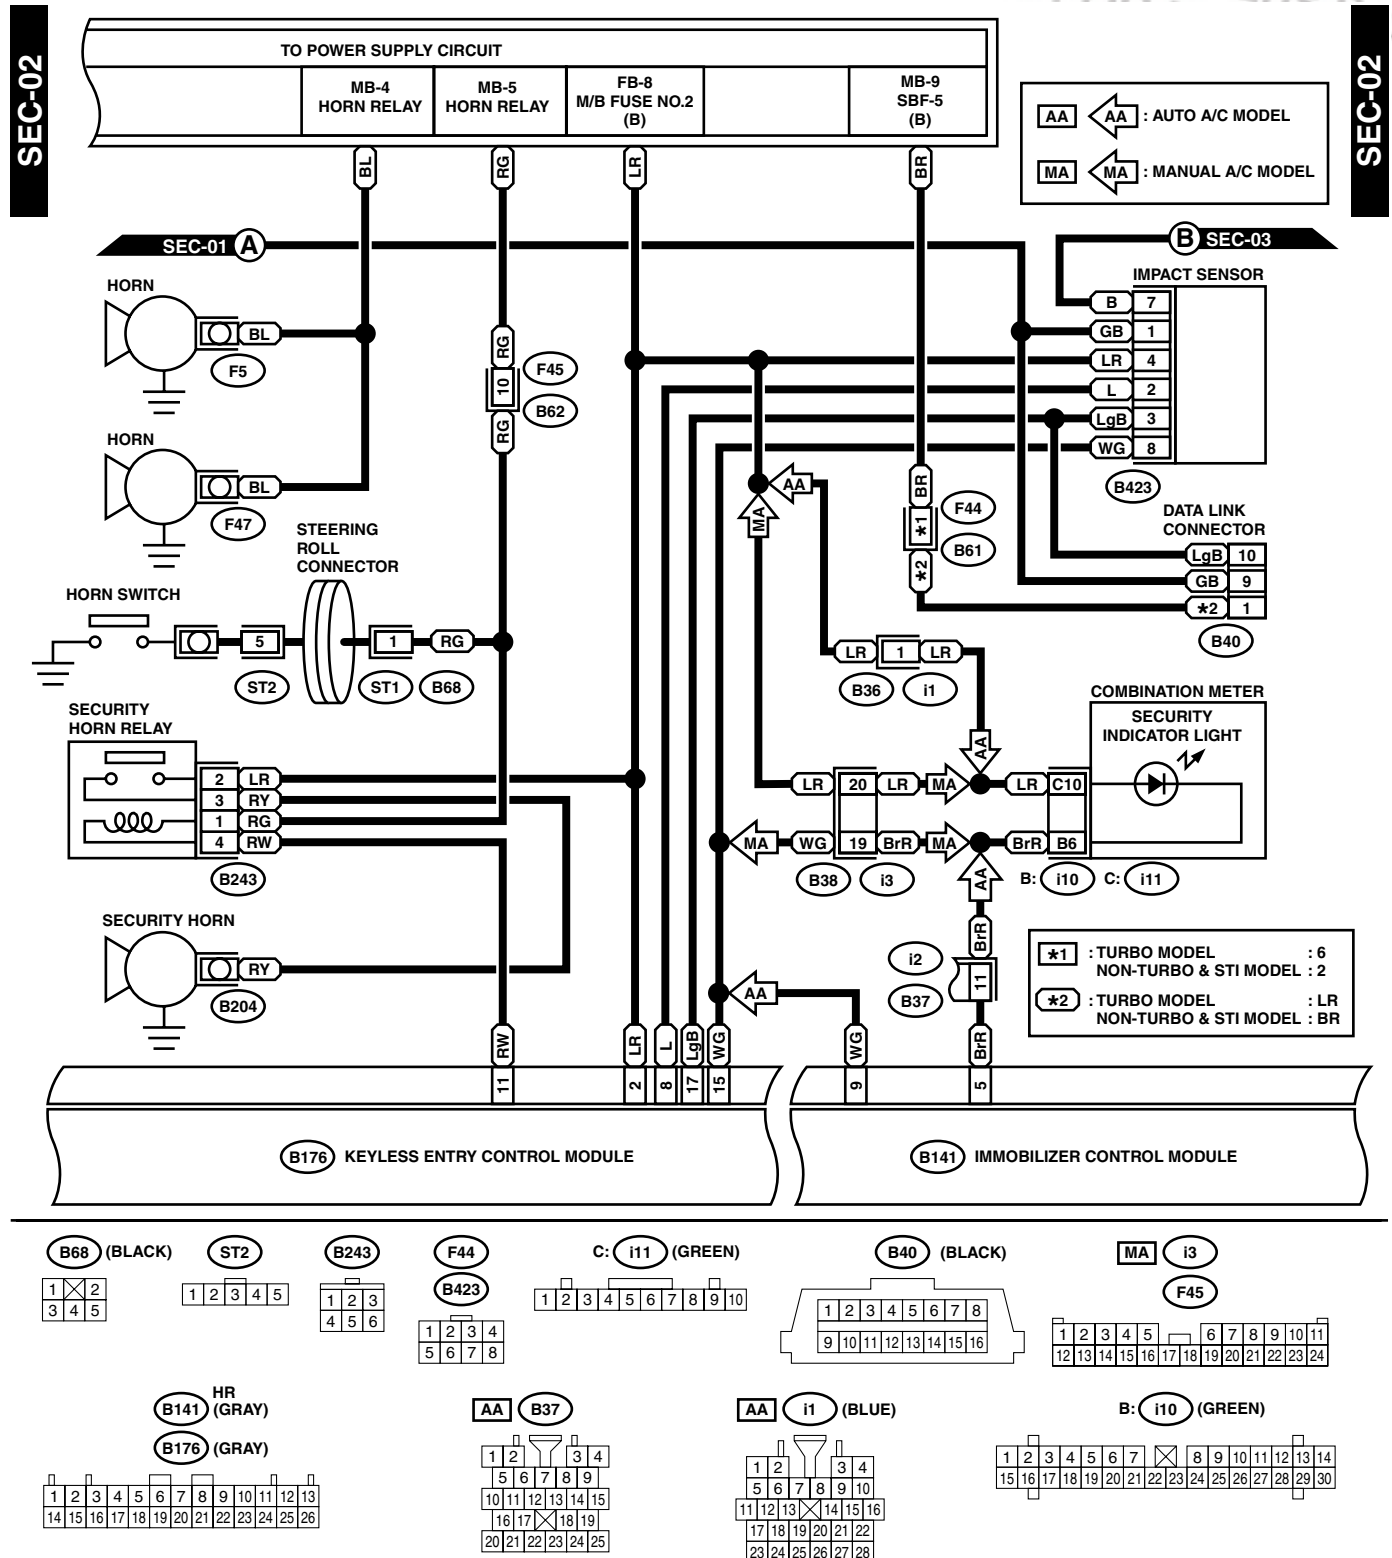 SEC-02
SEC-02
TO POWER SUPPLY CIRCUIT
MB-4
HORN RELAY
MB-5
HORN RELAY
FB-8
M/B FUSE NO.2
(B)
MB-9
SBF-5
(B)
AA AA : AUTO A/C MODEL
MA MA : MANUAL A/C MODEL
BL RG LR BR
SEC-01 A
B SEC-03
HORN
BL
F5
HORN
BL
F47
RG
10
RG
F45
B62
IMPACT SENSOR
B 7
GB 1
LR 4
L 2
LgB 3
WG 8
B423
AA
MA
BR
*1
*2
F44
B61
DATA LINK
CONNECTOR
LgB 10
GB 9
*2 1
B40
STEERING
ROLL
CONNECTOR
HORN SWITCH
5 1 RG
ST2 ST1 B68
LR 1 LR
B36 i1
AA
SECURITY
HORN RELAY
2 LR
3 RY
1 RG
4 RW
B243
COMBINATION METER
SECURITY
INDICATOR LIGHT
LR 20 LR MA LR C10
MA WG 19 BrR MA BrR B6
B38 i3
B: i10 C: i11
AA
BrR
i2
B37
11
BrR
SECURITY HORN
RY
B204
AA
*1 : TURBO MODEL : 6
NON-TURBO & STI MODEL : 2
*2 : TURBO MODEL : LR
NON-TURBO & STI MODEL : BR
RW LR L LgB WG WG
11 2 8 17 15 9 5
B176 KEYLESS ENTRY CONTROL MODULE
B141 IMMOBILIZER CONTROL MODULE
B68 (BLACK)
1 2
3 4 5
ST2
1 2 3 4 5
B243
1 2 3
4 5 6
F44
B423
1 2 3 4
5 6 7 8
C: i11 (GREEN)
1 2 3 4 5 6 7 8 9 10
B40 (BLACK)
1 2 3 4 5 6 7 8
9 10 11 12 13 14 15 16
MA i3
F45
1 2 3 4 5 6 7 8 9 10 11
12 13 14 15 16 17 18 19 20 21 22 23 24
HR
B141 (GRAY)
B176 (GRAY)
1 2 3 4 5 6 7 8 9 10 11 12 13
14 15 16 17 18 19 20 21 22 23 24 25 26
AA B37
1 2 3 4
5 6 7 8 9
10 11 12 13 14 15
16 17 18 19
20 21 22 23 24 25
AA i1 (BLUE)
1 2 3 4
5 6 7 8 9 10
11 12 13 14 15 16
17 18 19 20 21 22
23 24 25 26 27 28
B: i10 (GREEN)
1 2 3 4 5 6 7 8 9 10 11 12 13 14
15 16 17 18 19 20 21 22 23 24 25 26 27 28 29 30